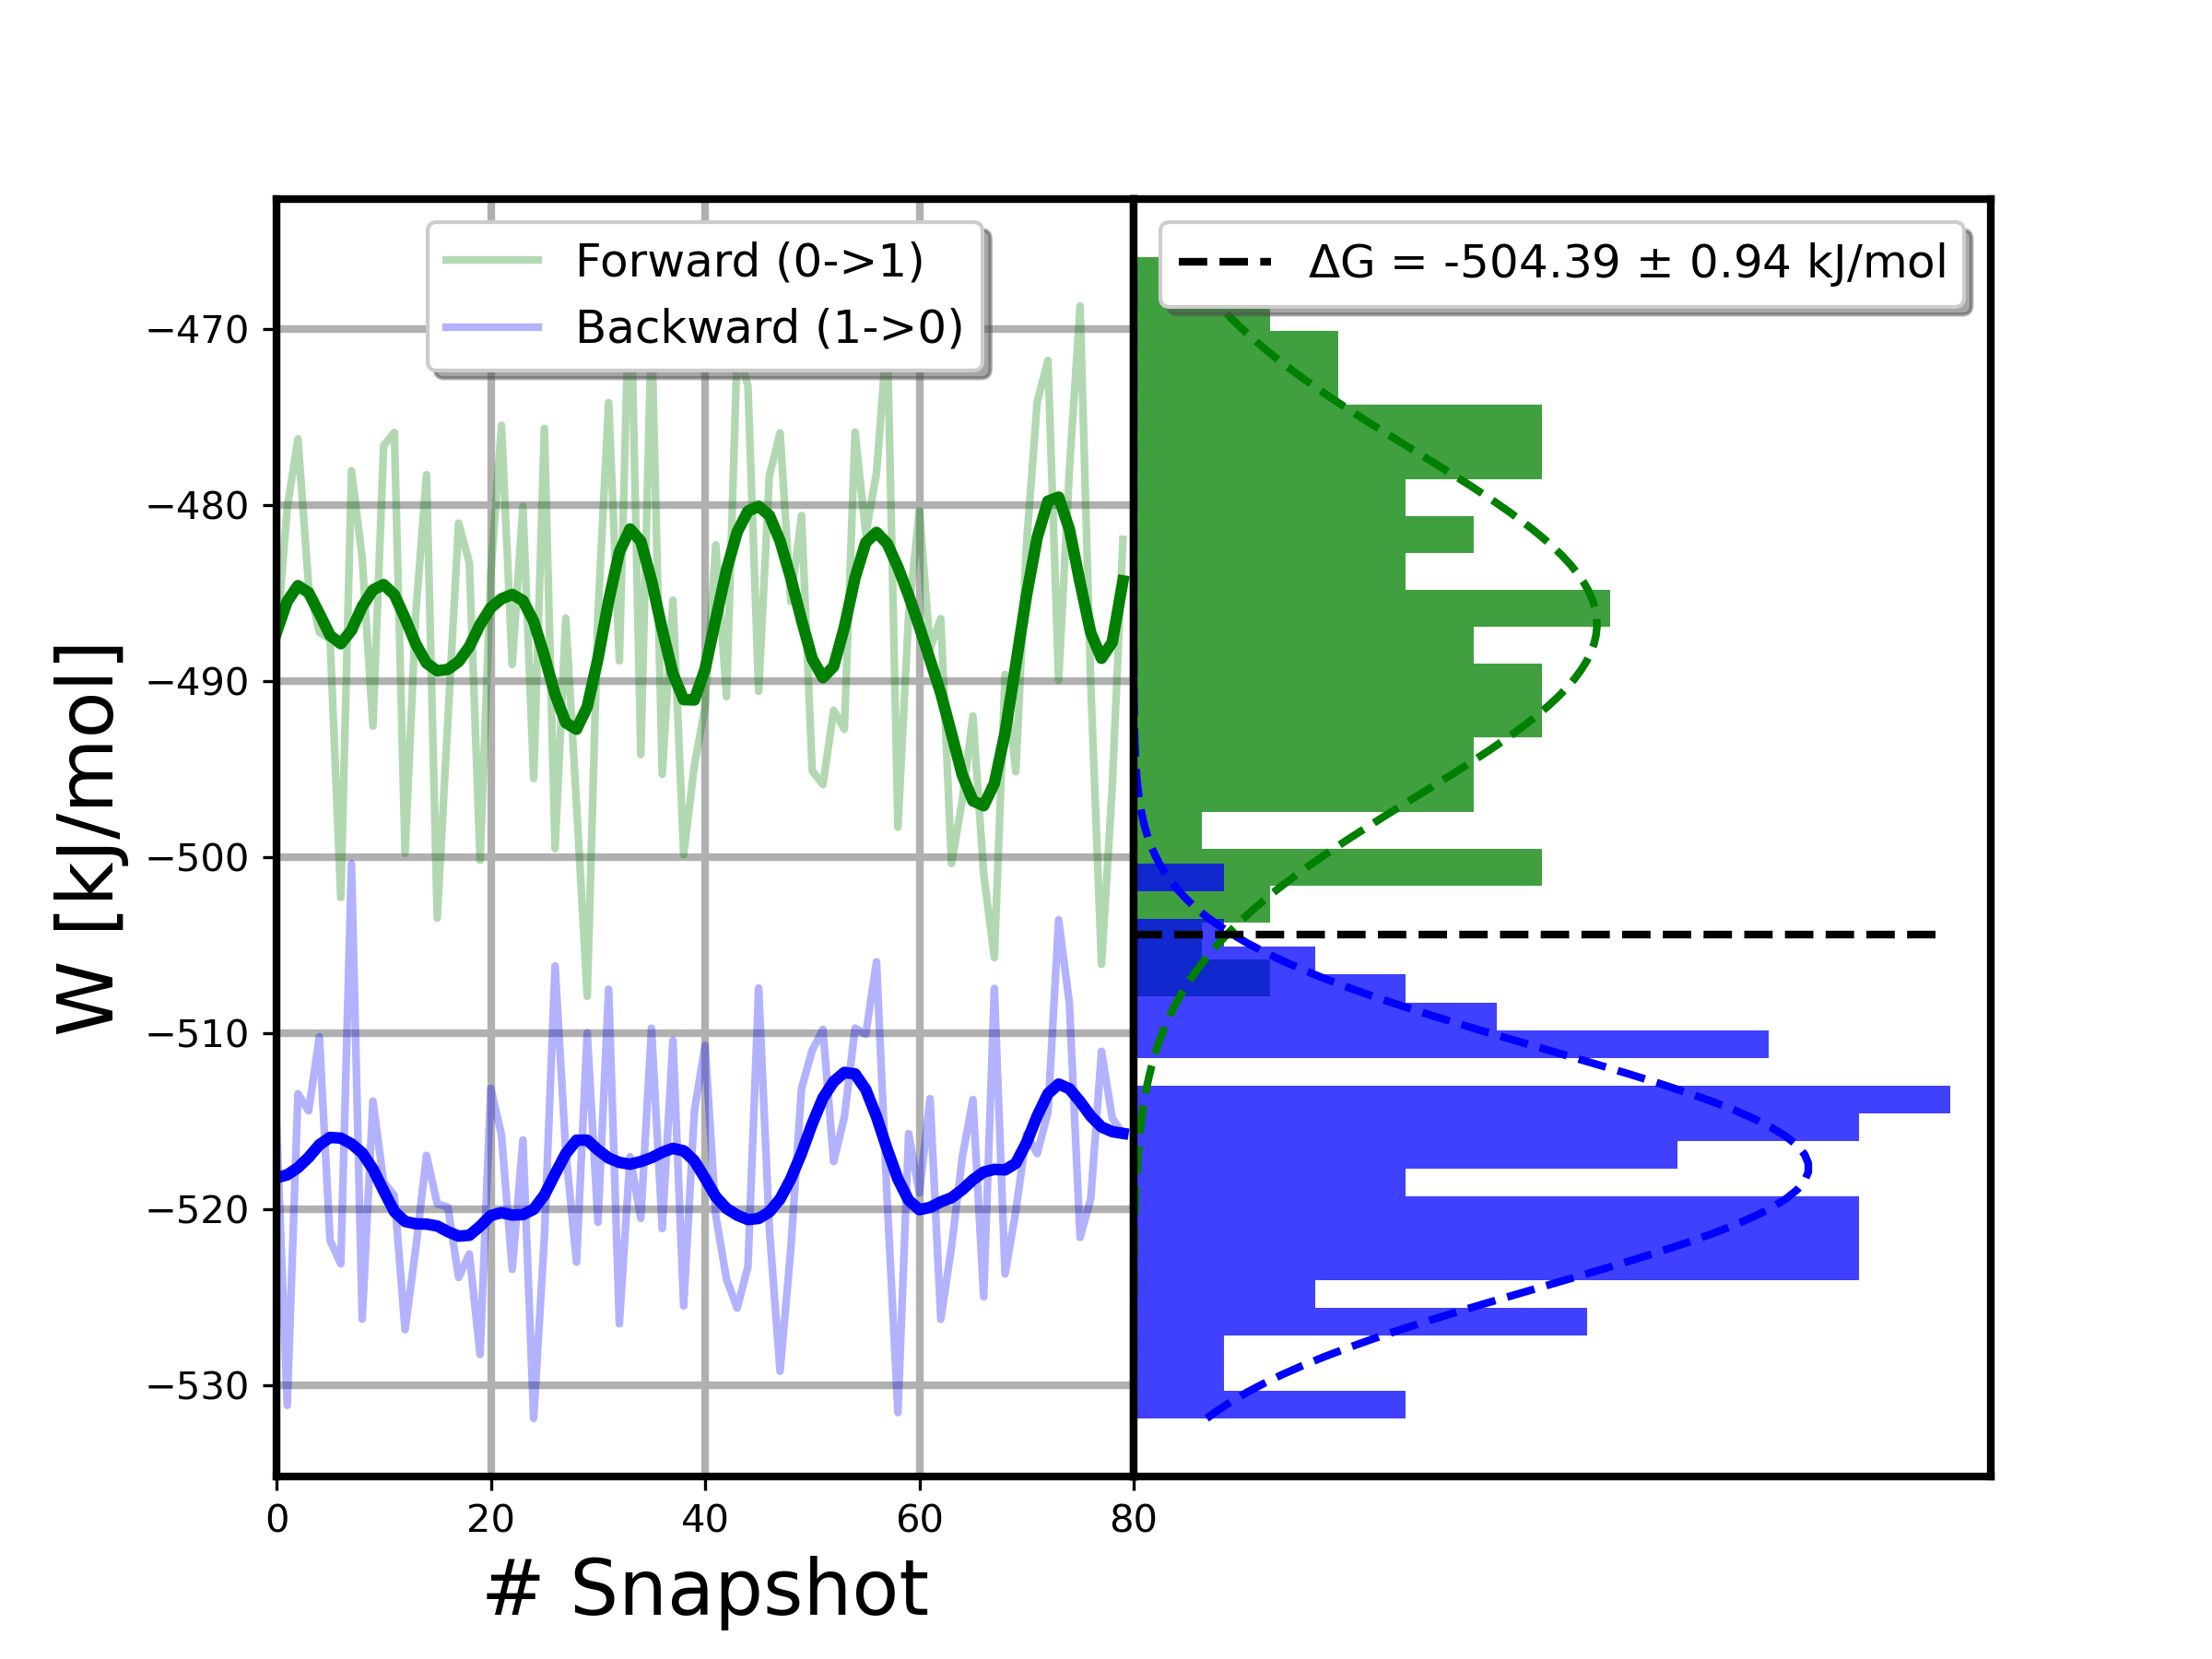 Forward (0->1)
Backward (1->0)
ΔG = -504.39 ± 0.94 kJ/mol
W [kJ/mol]
−470
−480
−490
−500
−510
−520
−530
0 20 40 60 80
# Snapshot